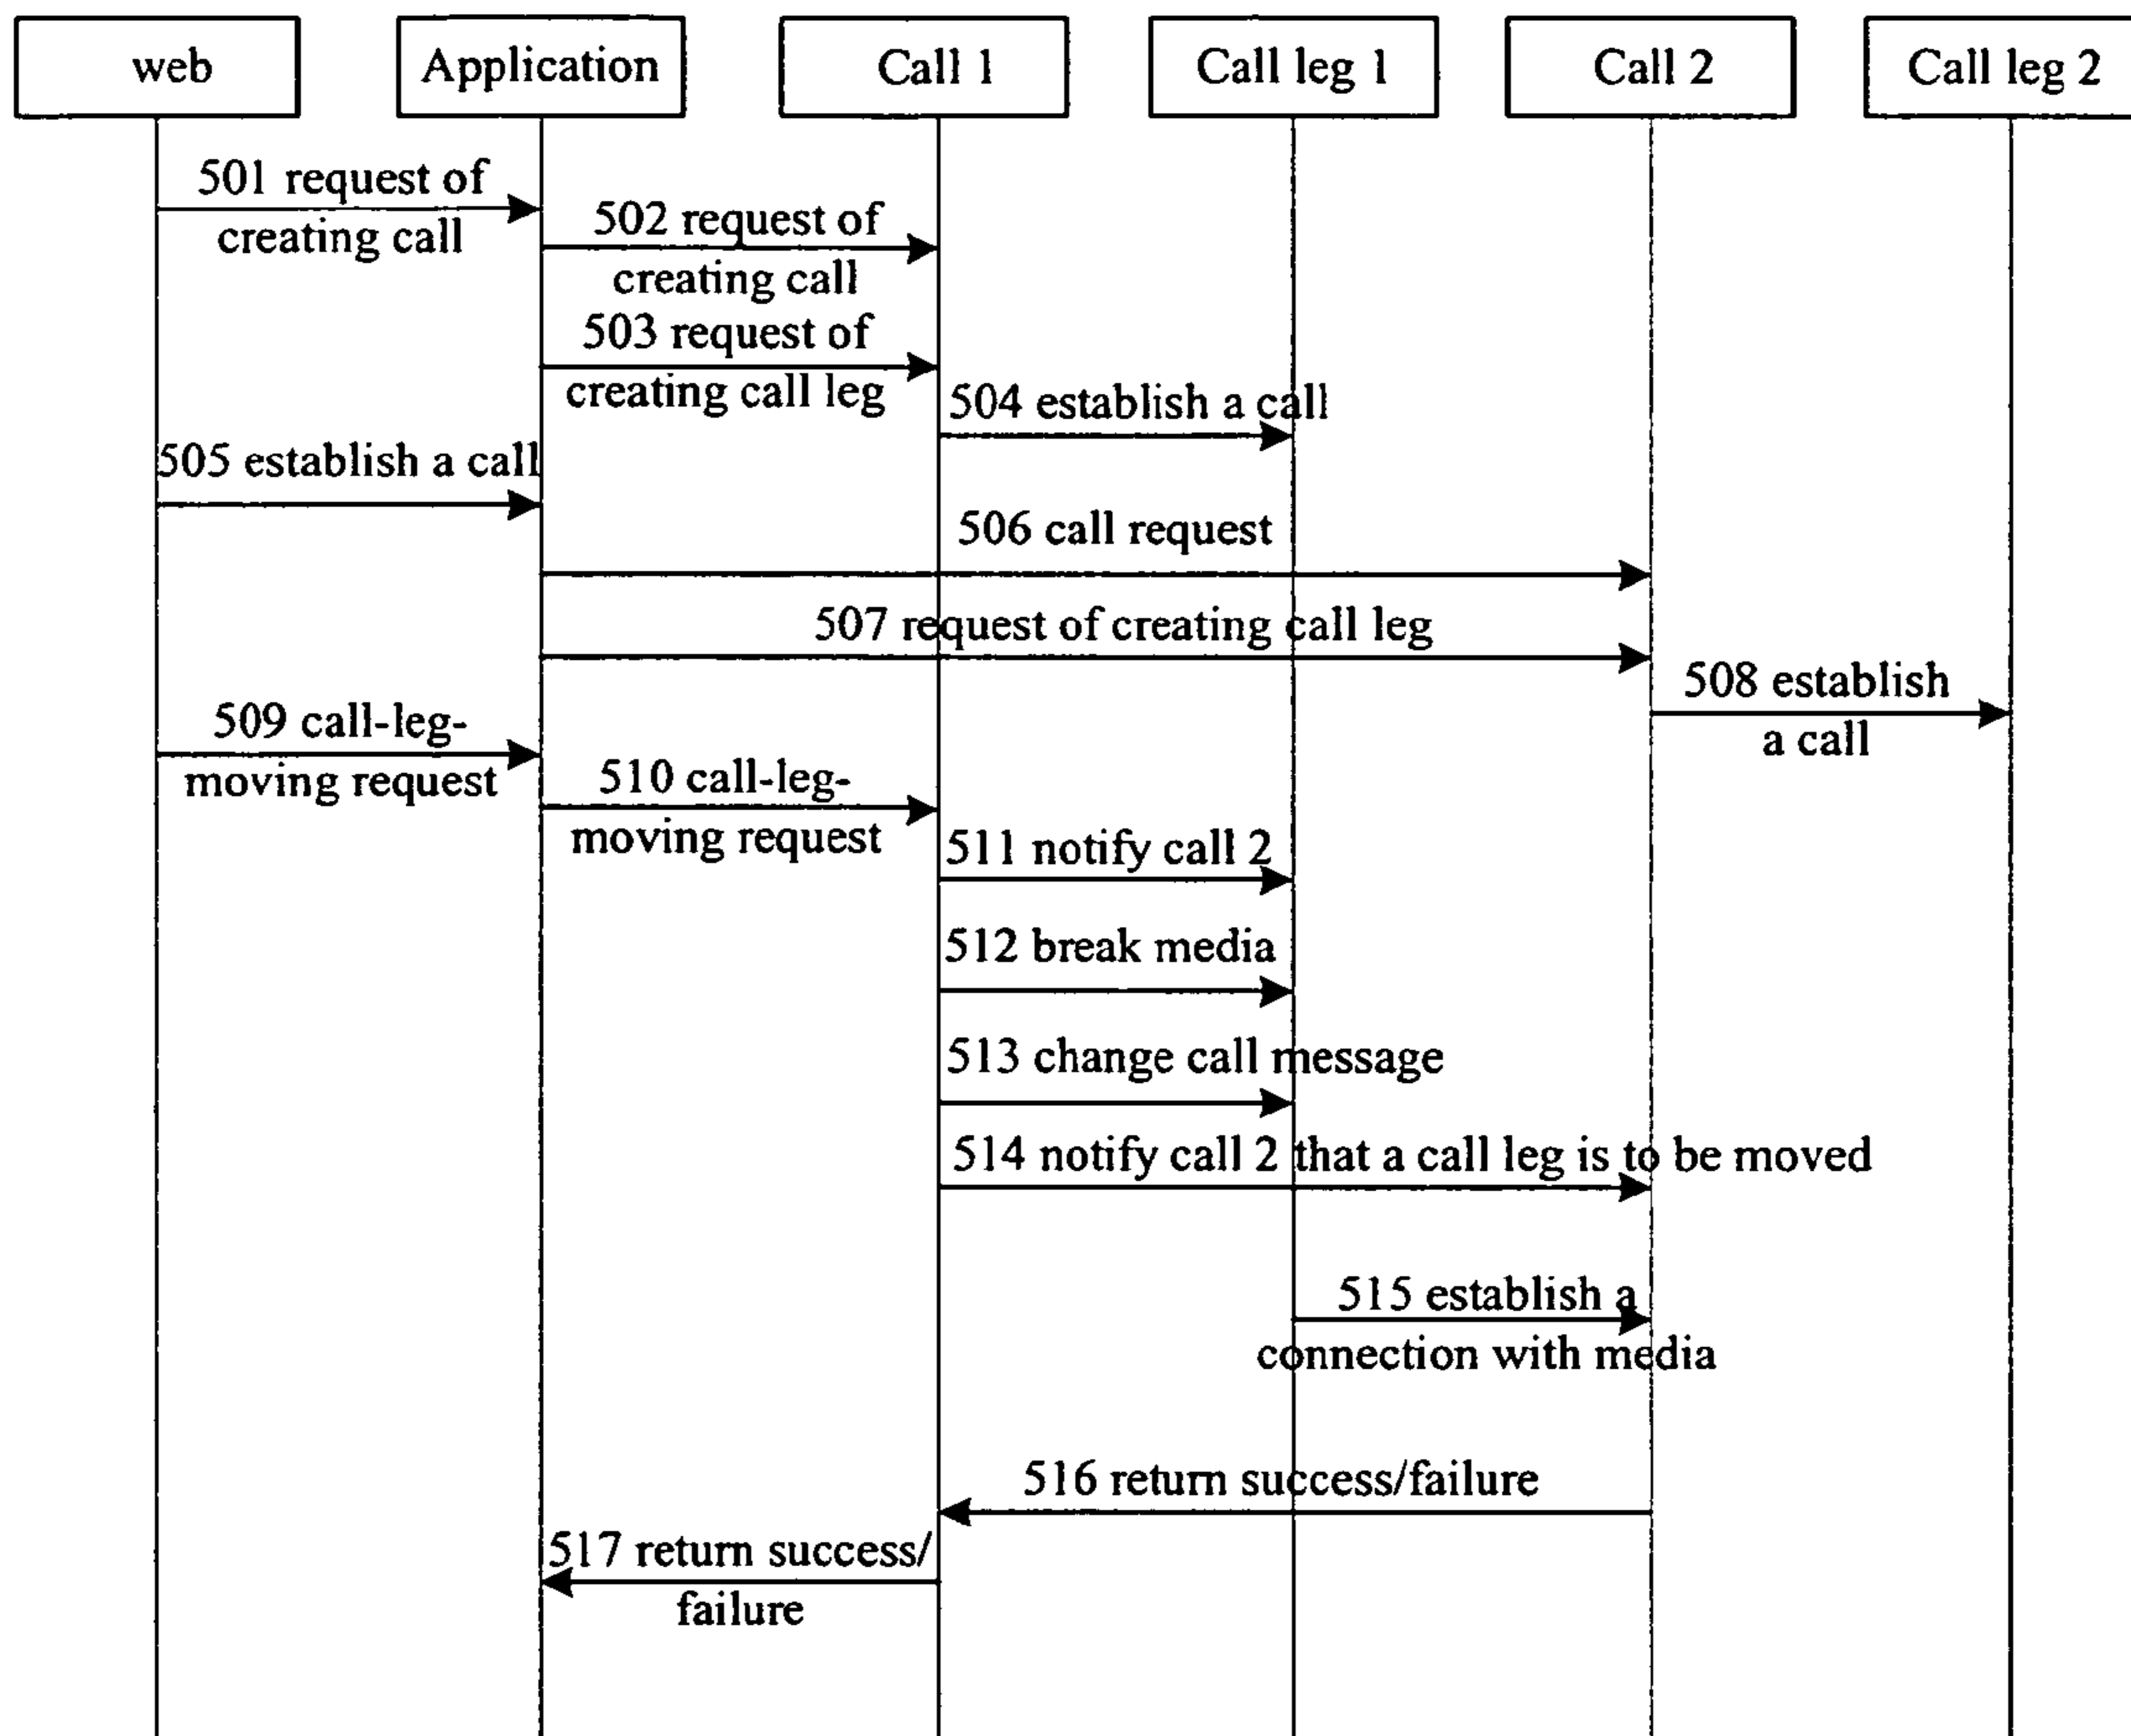 web
Application
Call 1
Call leg 1
Call 2
Call leg 2
501 request of
creating call
502 request of
creating call
503 request of
creating call leg
504 establish a call
505 establish a call
506 call request
507 request of creating call leg
508 establish
a call
509 call-leg-
moving request
510 call-leg-
moving request
511 notify call 2
512 break media
513 change call message
514 notify call 2 that a call leg is to be moved
515 establish a
connection with media
516 return success/failure
517 return success/
failure